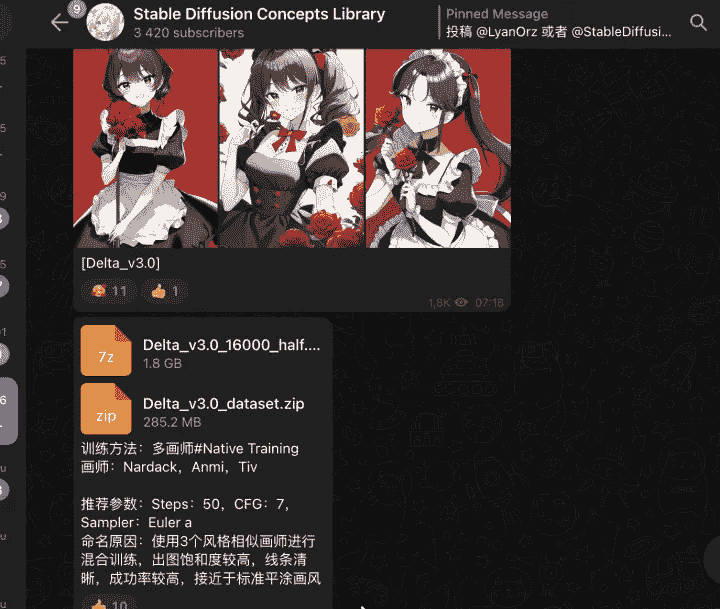 9
Stable Diffusion Concepts Library
3 420 subscribers
Pinned Message
投稿 @LyanOrz 或者 @StableDiffusi...
[Delta_v3.0]
11
1
1,8K 07:16
7z
Delta_v3.0_16000_half....
1.8 GB
zip
Delta_v3.0_dataset.zip
285.2 MB
训练方法：多画师#Native Training
画师：Nardack，Anmi，Tiv
推荐参数：Steps：50，CFG：7，
Sampler：Euler a
命名原因：使用3个风格相似画师进行
混合训练，出图饱和度较高，线条清
晰，成功率较高，接近于标准平涂画风
10